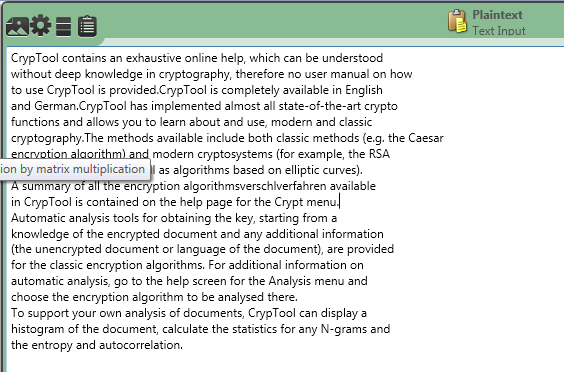 Plaintext
Text Input
CrypTool contains an exhaustive online help, which can be understood
without deep knowledge in cryptography, therefore no user manual on how
to use CrypTool is provided.CrypTool is completely available in English
and German.CrypTool has implemented almost all state-of-the-art crypto
functions and allows you to learn about and use, modern and classic
cryptography.The methods available include both classic methods (e.g. the Caesar
encryption algorithm) and modern cryptosystems (for example, the RSA
ion by matrix multiplication as algorithms based on elliptic curves).
A summary of all the encryption algorithmsverschlverfahren available
in CrypTool is contained on the help page for the Crypt menu.
Automatic analysis tools for obtaining the key, starting from a
knowledge of the encrypted document and any additional information
(the unencrypted document or language of the document), are provided
for the classic encryption algorithms. For additional information on
automatic analysis, go to the help screen for the Analysis menu and
choose the encryption algorithm to be analysed there.
To support your own analysis of documents, CrypTool can display a
histogram of the document, calculate the statistics for any N-grams and
the entropy and autocorrelation.